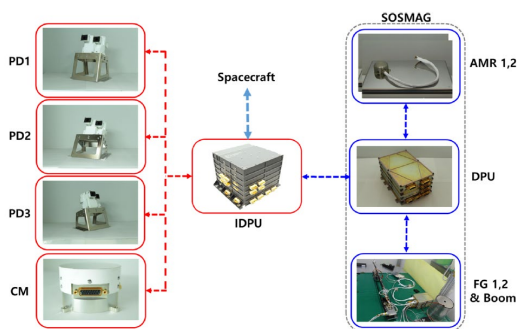 SOSMAG
PD1
AMR 1,2
Spacecraft
PD2
IDPU
DPU
PD3
CM
FG 1,2
& Boom